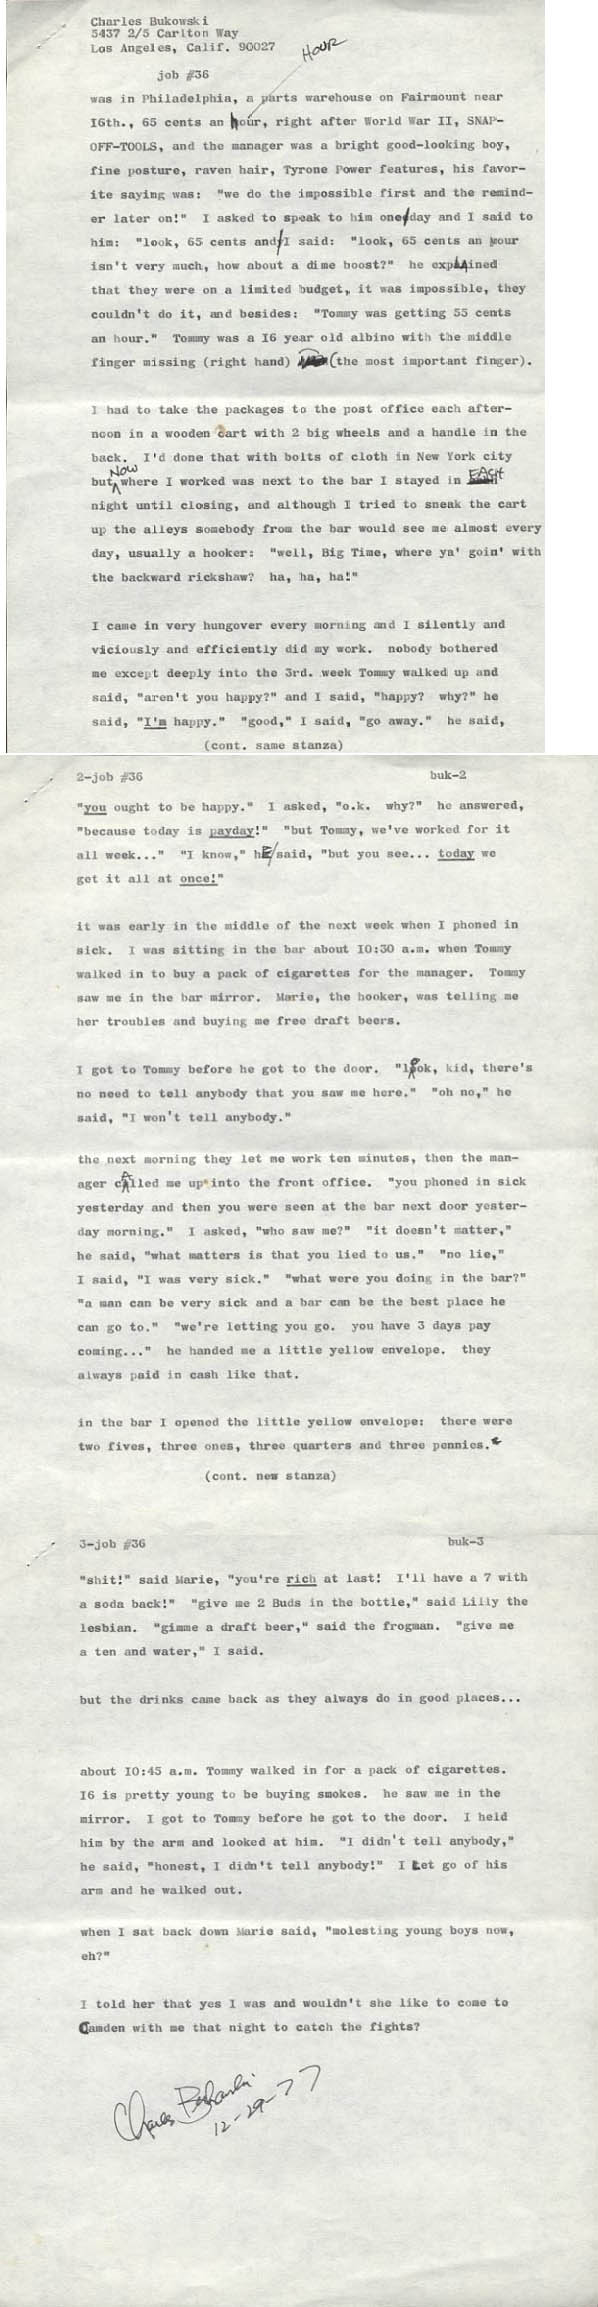 Charles Bukowski
5437 2/5 Carlton Way
Los Angeles, Calif. 90027
HOUR
job #36
was in Philadelphia, a parts warehouse on Fairmount near
I6th., 65 cents an hour, right after World War II, SNAP-
OFF-TOOLS, and the manager was a bright good-looking boy,
fine posture, raven hair, Tyrone Power features, his favor-
ite saying was: "we do the impossible first and the remind-
er later on!" I asked to speak to him one/day and I said to
him: "look, 65 cents and/I said: "look, 65 cents an hour
isn't very much, how about a dime boost?" he explAined
that they were on a limited budget, it was impossible, they
couldn't do it, and besides: "Tommy was getting 55 cents
an hour." Tommy was a I6 year old albino with the middle
finger missing (right hand) (the most important finger).
I had to take the packages to the post office each after-
noon in a wooden cart with 2 big wheels and a handle in the
back. I'd done that with bolts of cloth in New York city
but, NOW where I worked was next to the bar I stayed in EACH
night until closing, and although I tried to sneak the cart
up the alleys somebody from the bar would see me almost every
day, usually a hooker: "well, Big Time, where ya' goin' with
the backward rickshaw? ha, ha, ha!"
I came in very hungover every morning and I silently and
viciously and efficiently did my work. nobody bothered
me except deeply into the 3rd. week Tommy walked up and
said, "aren't you happy?" and I said, "happy? why?" he
said, "I'm happy." "good," I said, "go away." he said,
(cont. same stanza)
2-job #36 buk-2
"you ought to be happy." I asked, "o.k. why?" he answered,
"because today is payday!" "but Tommy, we've worked for it
all week..." "I know," hE/said, "but you see... today we
get it all at once!"
it was early in the middle of the next week when I phoned in
sick. I was sitting in the bar about IO:30 a.m. when Tommy
walked in to buy a pack of cigarettes for the manager. Tommy
saw me in the bar mirror. Marie, the hooker, was telling me
her troubles and buying me free draft beers.
I got to Tommy before he got to the door. "look, kid, there's
no need to tell anybody that you saw me here." "oh no," he
said, "I won't tell anybody."
the next morning they let me work ten minutes, then the man-
ager cAlled me up into the front office. "you phoned in sick
yesterday and then you were seen at the bar next door yester-
day morning." I asked, "who saw me?" "it doesn't matter,"
he said, "what matters is that you lied to us." "no lie,"
I said, "I was very sick." "what were you doing in the bar?"
"a man can be very sick and a bar can be the best place he
can go to." "we're letting you go. you have 3 days pay
coming..." he handed me a little yellow envelope. they
always paid in cash like that.
in the bar I opened the little yellow envelope: there were
two fives, three ones, three quarters and three pennies.
(cont. new stanza)
3-job #36 buk-3
"shit!" said Marie, "you're rich at last! I'll have a 7 with
a soda back!" "give me 2 Buds in the bottle," said Lilly the
lesbian. "gimme a draft beer," said the frogman. "give me
a ten and water," I said.
but the drinks came back as they always do in good places...
about IO:45 a.m. Tommy walked in for a pack of cigarettes.
I6 is pretty young to be buying smokes. he saw me in the
mirror. I got to Tommy before he got to the door. I held
him by the arm and looked at him. "I didn't tell anybody,"
he said, "honest, I didn't tell anybody!" I Let go of his
arm and he walked out.
when I sat back down Marie said, "molesting young boys now,
eh?"
I told her that yes I was and wouldn't she like to come to
Camden with me that night to catch the fights?
Charles Bukowski
12-29-77